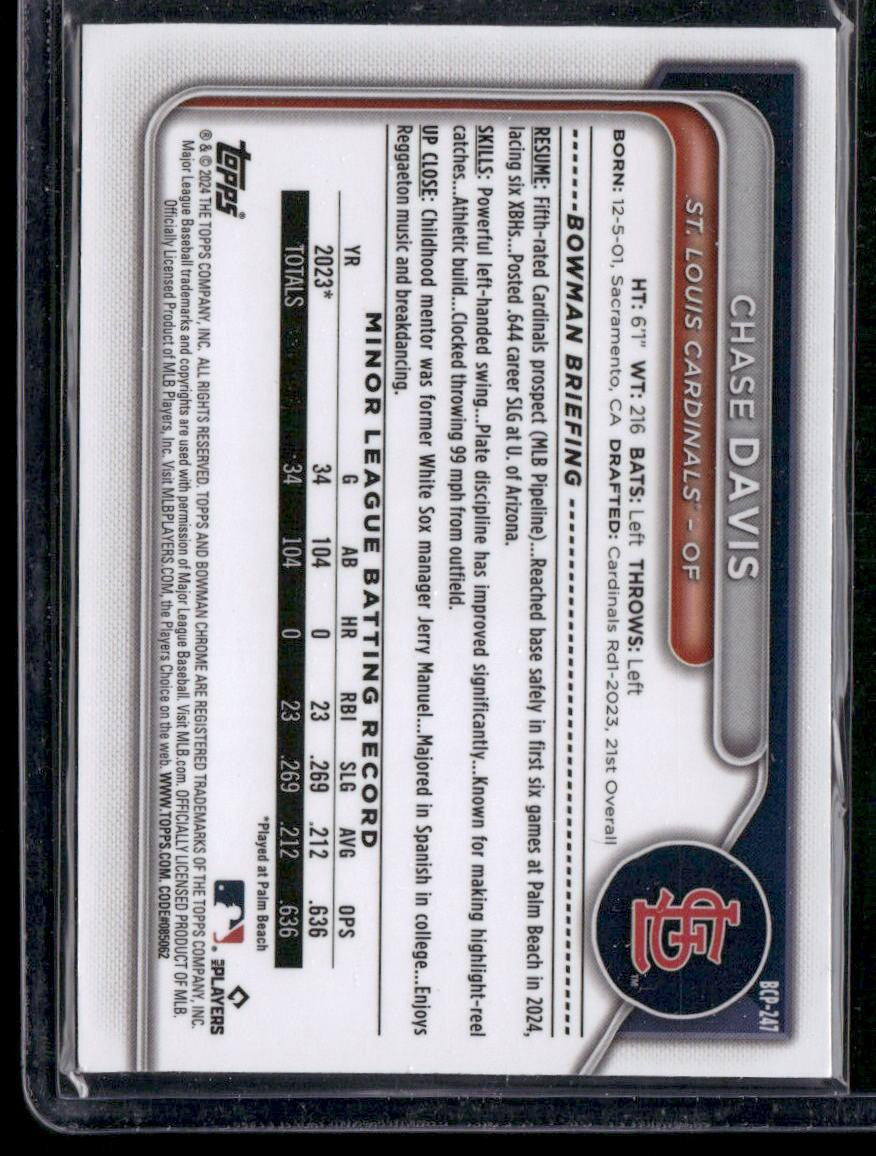 BCP-247
CHASE DAVIS
ST. LOUIS CARDINALS® – OF
STL™
HT: 6'1" WT: 216 BATS: Left THROWS: Left
BORN: 12-5-01, Sacramento, CA DRAFTED: Cardinals Rd1-2023, 21st Overall
BOWMAN BRIEFING
RESUME: Fifth-rated Cardinals prospect (MLB Pipeline)...Reached base safely in first six games at Palm Beach in 2024,
lacing six XBHs...Posted .644 career SLG at U. of Arizona.
SKILLS: Powerful left-handed swing...Plate discipline has improved significantly...Known for making highlight-reel
catches...Athletic build...Clocked throwing 99 mph from outfield.
UP CLOSE: Childhood mentor was former White Sox manager Jerry Manuel...Majored in Spanish in college...Enjoys
Reggaeton music and breakdancing.
MINOR LEAGUE BATTING RECORD
YR G AB HR RBI SLG AVG OPS
2023* 34 104 0 23 .269 .212 .636
TOTALS 34 104 0 23 .269 .212 .636
*Played at Palm Beach
topps®
MLB PLAYERS
® & © 2024 THE TOPPS COMPANY, INC. ALL RIGHTS RESERVED. TOPPS AND BOWMAN CHROME ARE REGISTERED TRADEMARKS OF THE TOPPS COMPANY, INC.
Major League Baseball trademarks and copyrights are used with permission of Major League Baseball. Visit MLB.com. OFFICIALLY LICENSED PRODUCT OF MLB.
Officially Licensed Product of MLB Players, Inc. Visit MLBPLAYERS.COM, the Players Choice on the web. WWW.TOPPS.COM. CODE#085062